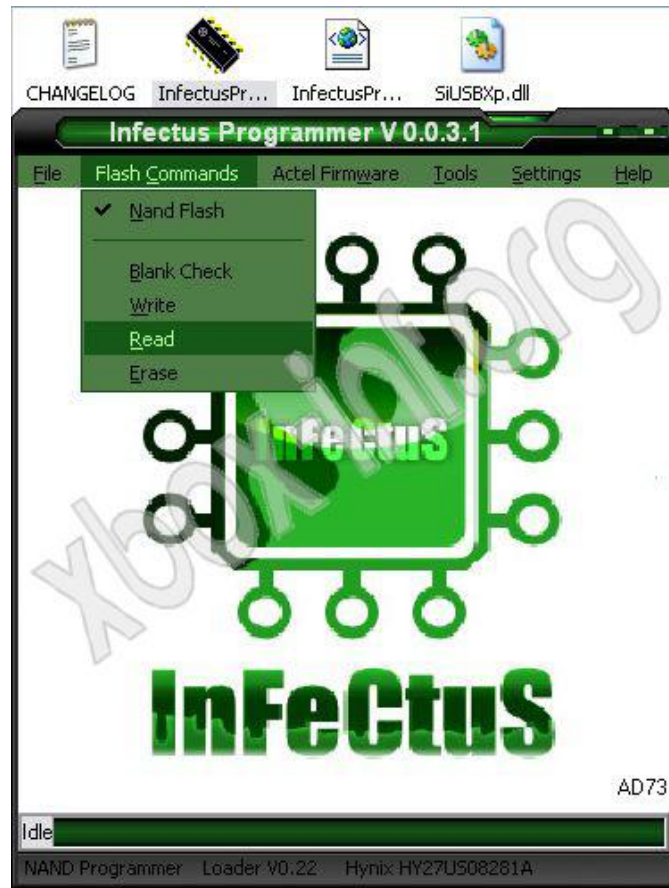 CHANGELOG InfectusPr... InfectusPr... SiUSBXp.dll
Infectus Programmer V 0.0.3.1
File Flash Commands Actel Firmware Tools Settings Help
Nand Flash
Blank Check
Write
Read
Erase
InFeCtuS
xbox.iaf.org
InFeCtuS
AD73
Idle
NAND Programmer Loader V0.22 Hynix HY27US08281A